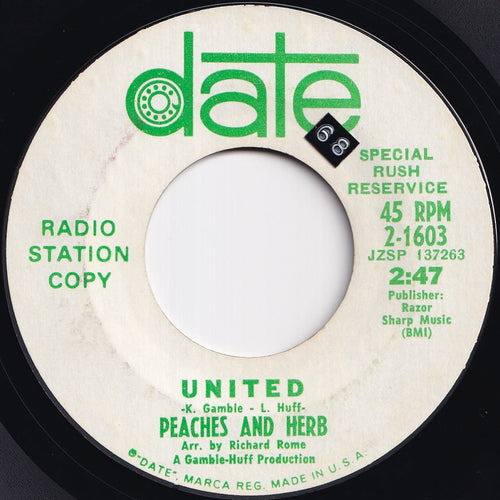 date
68
SPECIAL
RUSH
RESERVICE
RADIO
STATION
COPY
45 RPM
2-1603
JZSP 137263
2:47
Publisher:
Razor
Sharp Music
(BMI)
UNITED
-K. Gamble - L. Huff-
PEACHES AND HERB
Arr. by Richard Rome
A Gamble-Huff Production
℗"DATE", MARCA REG. MADE IN U.S.A.